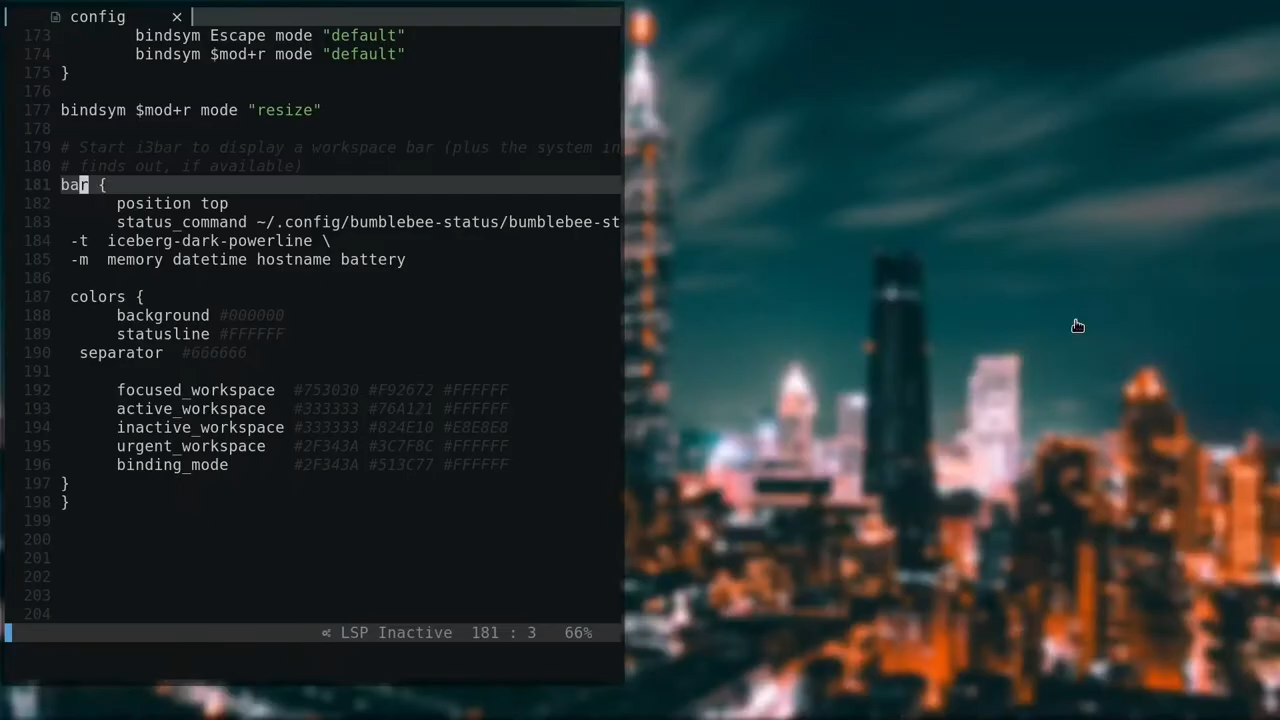 config ×
173 bindsym Escape mode "default"
174 bindsym $mod+r mode "default"
175 }
176
177 bindsym $mod+r mode "resize"
178
179 # Start i3bar to display a workspace bar (plus the system in
180 # finds out, if available)
181 bar {
182 position top
183 status_command ~/.config/bumblebee-status/bumblebee-st
184 -t iceberg-dark-powerline \
185 -m memory datetime hostname battery
186
187 colors {
188 background #000000
189 statusline #FFFFFF
190 separator #666666
191
192 focused_workspace #753030 #F92672 #FFFFFF
193 active_workspace #333333 #76A121 #FFFFFF
194 inactive_workspace #333333 #824E10 #E8E8E8
195 urgent_workspace #2F343A #3C7F8C #FFFFFF
196 binding_mode #2F343A #513C77 #FFFFFF
197 }
198 }
199
200
201
202
203
204
LSP Inactive 181 : 3 66%